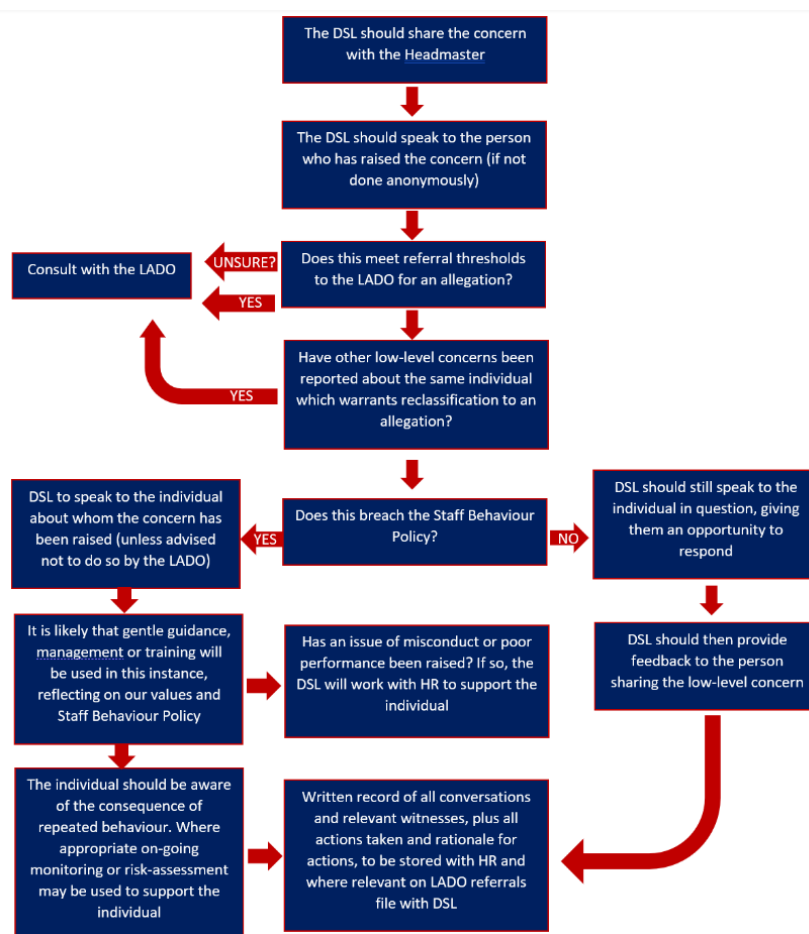 The DSL should share the concern
with the Headmaster
The DSL should speak to the person
who has raised the concern (if not
done anonymously)
Consult with the LADO
UNSURE?
YES
Does this meet referral thresholds
to the LADO for an allegation?
YES
Have other low-level concerns been
reported about the same individual
which warrants reclassification to an
allegation?
DSL to speak to the individual
about whom the concern has
been raised (unless advised
not to do so by the LADO)
YES
Does this breach the Staff Behaviour
Policy?
NO
DSL should still speak to the
individual in question, giving
them an opportunity to
respond
It is likely that gentle guidance,
management or training will
be used in this instance,
reflecting on our values and
Staff Behaviour Policy
Has an issue of misconduct or poor
performance been raised? If so, the
DSL will work with HR to support the
individual
DSL should then provide
feedback to the person
sharing the low-level concern
The individual should be aware
of the consequence of
repeated behaviour. Where
appropriate on-going
monitoring or risk-assessment
may be used to support the
individual
Written record of all conversations
and relevant witnesses, plus all
actions taken and rationale for
actions, to be stored with HR and
where relevant on LADO referrals
file with DSL